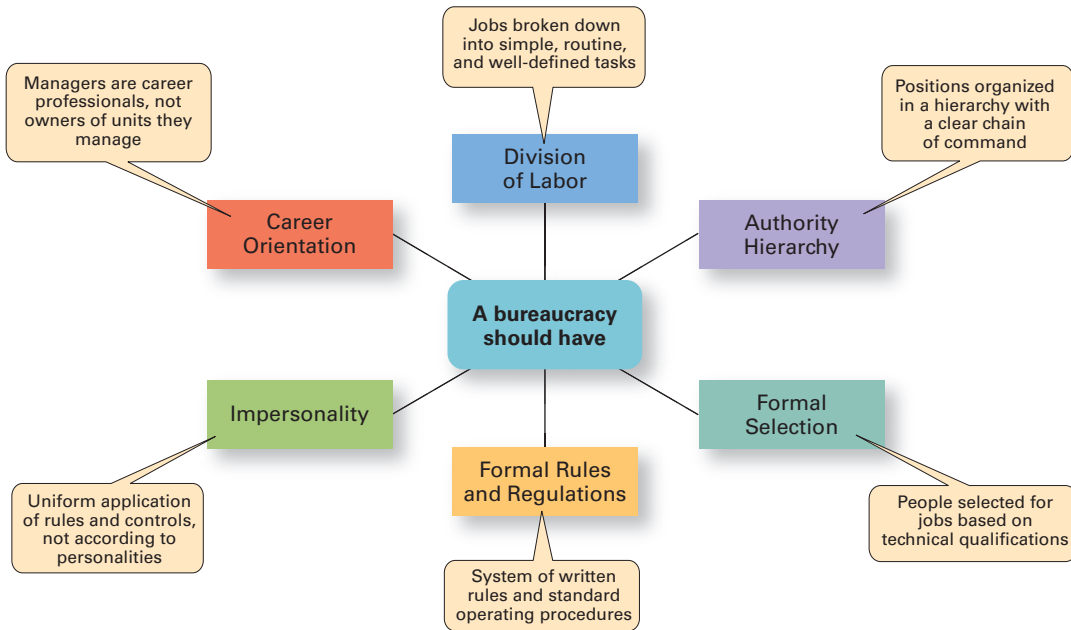 Jobs broken down
into simple, routine,
and well-defined tasks
Managers are career
professionals, not
owners of units they
manage
Positions organized
in a hierarchy with
a clear chain
of command
Division
of Labor
Career
Orientation
Authority
Hierarchy
A bureaucracy
should have
Impersonality
Formal
Selection
Formal Rules
and Regulations
Uniform application
of rules and controls,
not according to
personalities
People selected for
jobs based on
technical qualifications
System of written
rules and standard
operating procedures